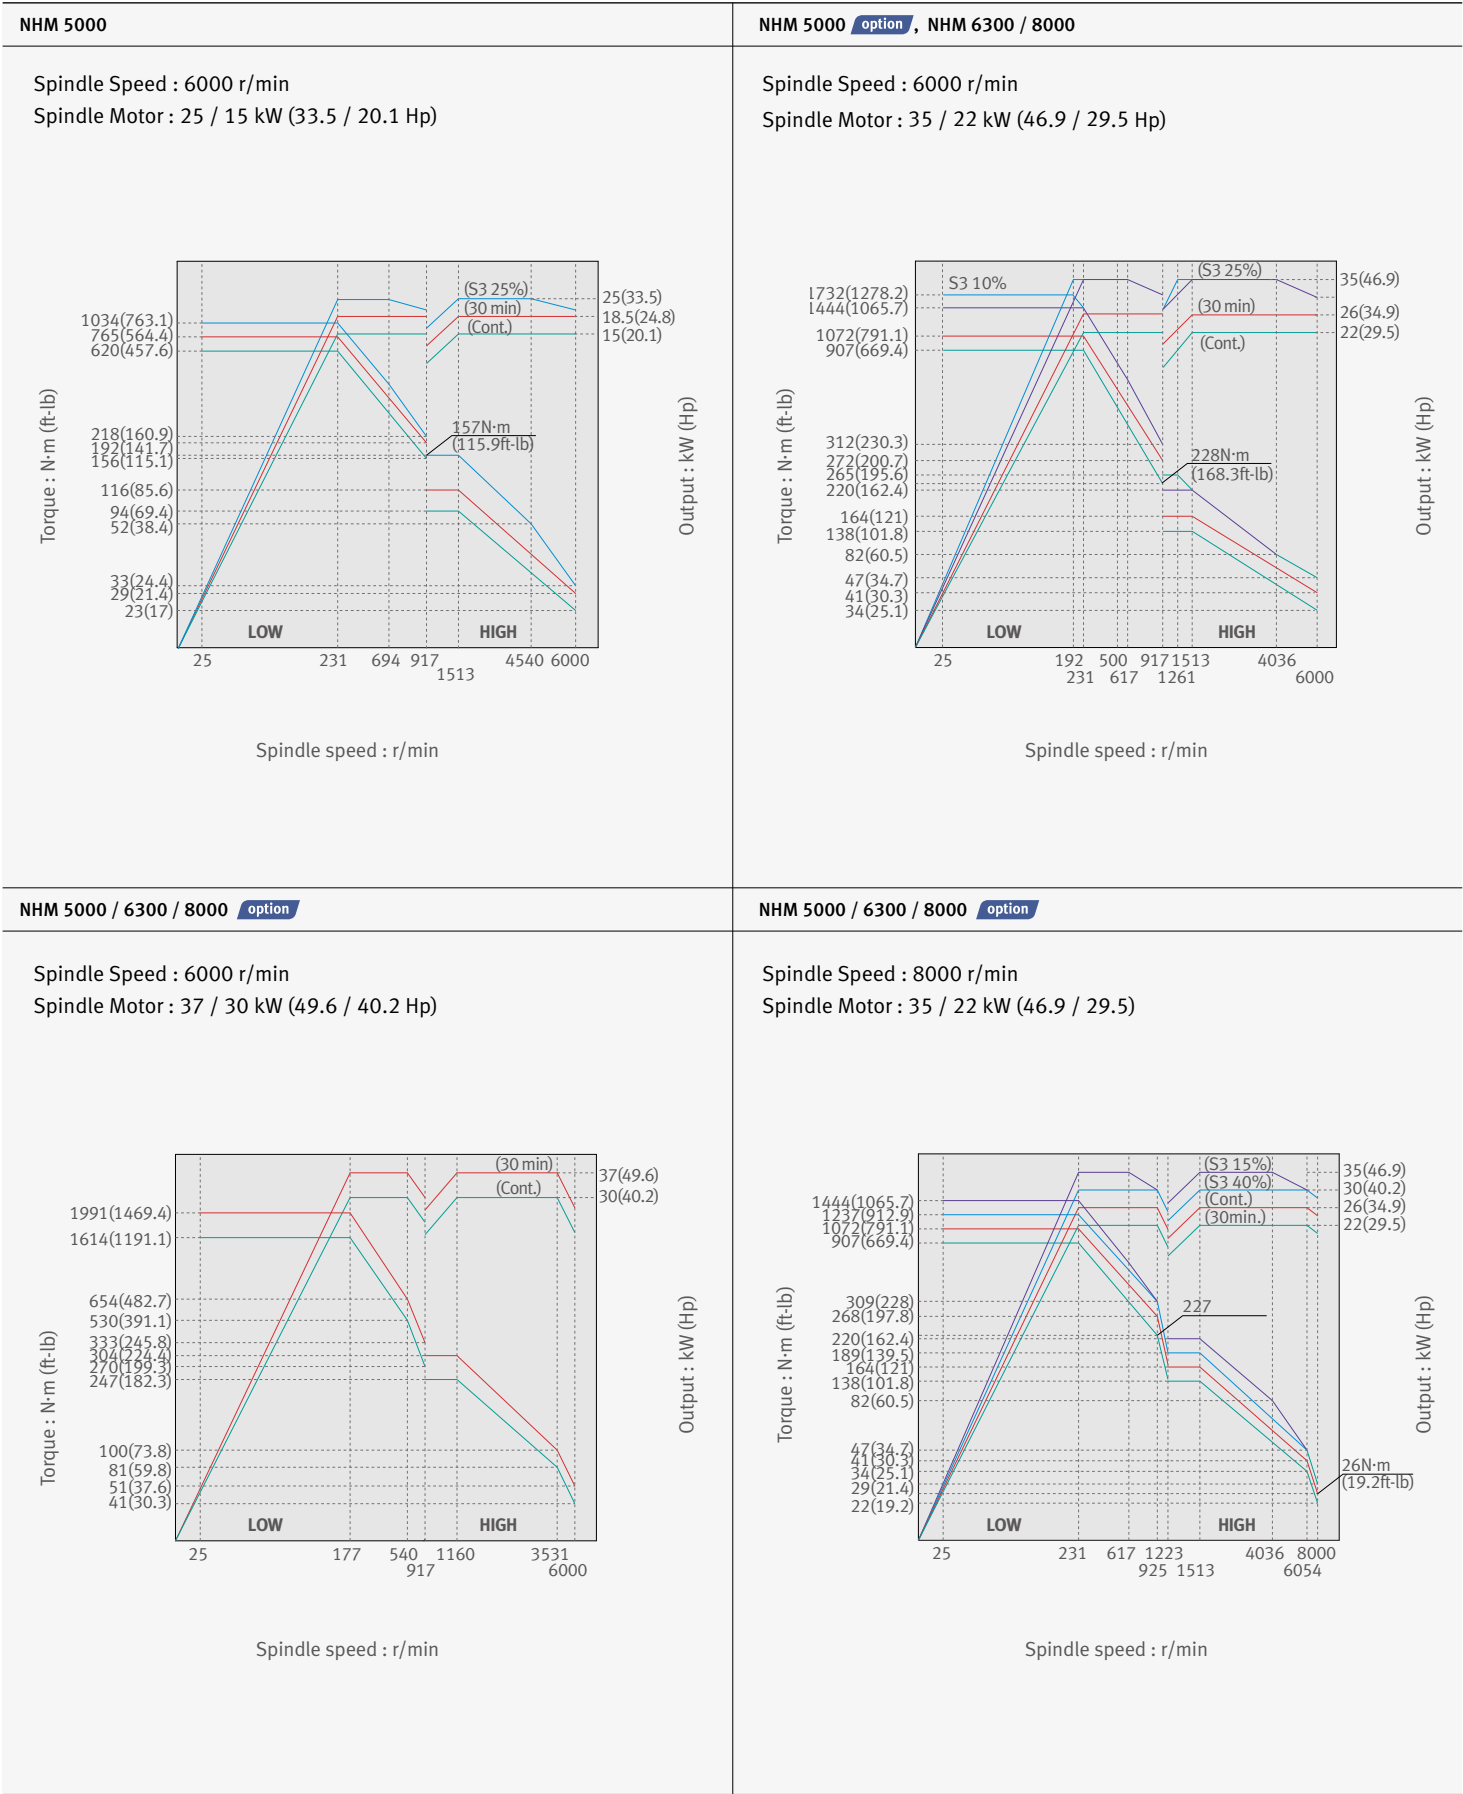 NHM 5000
Spindle Speed : 6000 r/min
Spindle Motor : 25 / 15 kW (33.5 / 20.1 Hp)
Torque : N·m (ft-lb)
1034(763.1)
765(564.4)
620(457.6)
218(160.9)
192(141.7)
156(115.1)
116(85.6)
94(69.4)
52(38.4)
33(24.4)
29(21.4)
23(17)
(S3 25%)
(30 min)
(Cont.)
157N·m
(115.9ft-lb)
LOW
HIGH
25(33.5)
18.5(24.8)
15(20.1)
Output : kW (Hp)
25 231 694 917 4540 6000
1513
Spindle speed : r/min
NHM 5000 option , NHM 6300 / 8000
Spindle Speed : 6000 r/min
Spindle Motor : 35 / 22 kW (46.9 / 29.5 Hp)
Torque : N·m (ft-lb)
1732(1278.2)
1444(1065.7)
1072(791.1)
907(669.4)
312(230.3)
272(200.7)
265(195.6)
220(162.4)
164(121)
138(101.8)
82(60.5)
47(34.7)
41(30.3)
34(25.1)
S3 10%
(S3 25%)
(30 min)
(Cont.)
228N·m
(168.3ft-lb)
LOW
HIGH
35(46.9)
26(34.9)
22(29.5)
Output : kW (Hp)
25 192 500 917 1513 4036
231 617 1261 6000
Spindle speed : r/min
NHM 5000 / 6300 / 8000 option
Spindle Speed : 6000 r/min
Spindle Motor : 37 / 30 kW (49.6 / 40.2 Hp)
Torque : N·m (ft-lb)
1991(1469.4)
1614(1191.1)
654(482.7)
530(391.1)
333(245.8)
304(224.4)
270(199.3)
247(182.3)
100(73.8)
81(59.8)
51(37.6)
41(30.3)
(30 min)
(Cont.)
LOW
HIGH
37(49.6)
30(40.2)
Output : kW (Hp)
25 177 540 1160 3531
917 6000
Spindle speed : r/min
NHM 5000 / 6300 / 8000 option
Spindle Speed : 8000 r/min
Spindle Motor : 35 / 22 kW (46.9 / 29.5)
Torque : N·m (ft-lb)
1444(1065.7)
1237(912.9)
1072(791.1)
907(669.4)
309(228)
268(197.8)
220(162.4)
189(139.5)
164(121)
138(101.8)
82(60.5)
47(34.7)
41(30.3)
34(25.1)
29(21.4)
22(19.2)
(S3 15%)
(S3 40%)
(Cont.)
(30min.)
227
LOW
HIGH
35(46.9)
30(40.2)
26(34.9)
22(29.5)
26N·m
(19.2ft-lb)
Output : kW (Hp)
25 231 617 1223 4036 8000
925 1513 6054
Spindle speed : r/min